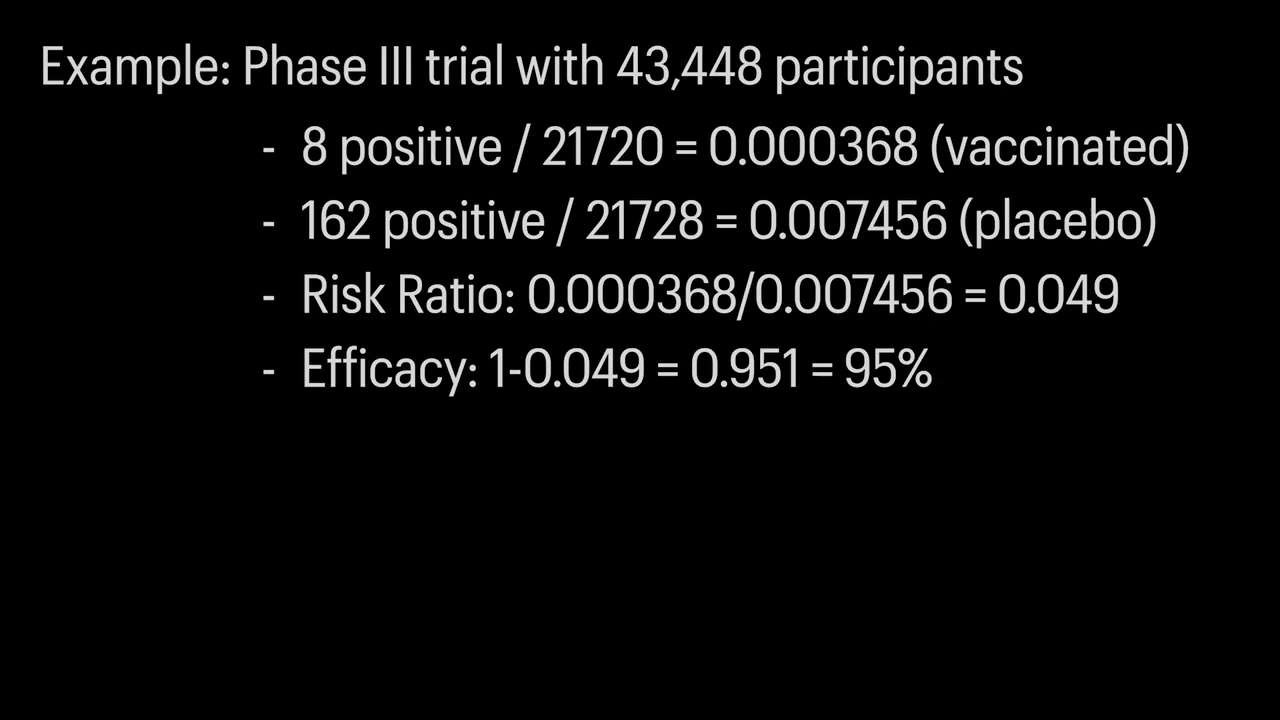 Example: Phase III trial with 43,448 participants
- 8 positive / 21720 = 0.000368 (vaccinated)
- 162 positive / 21728 = 0.007456 (placebo)
- Risk Ratio: 0.000368/0.007456 = 0.049
- Efficacy: 1-0.049 = 0.951 = 95%